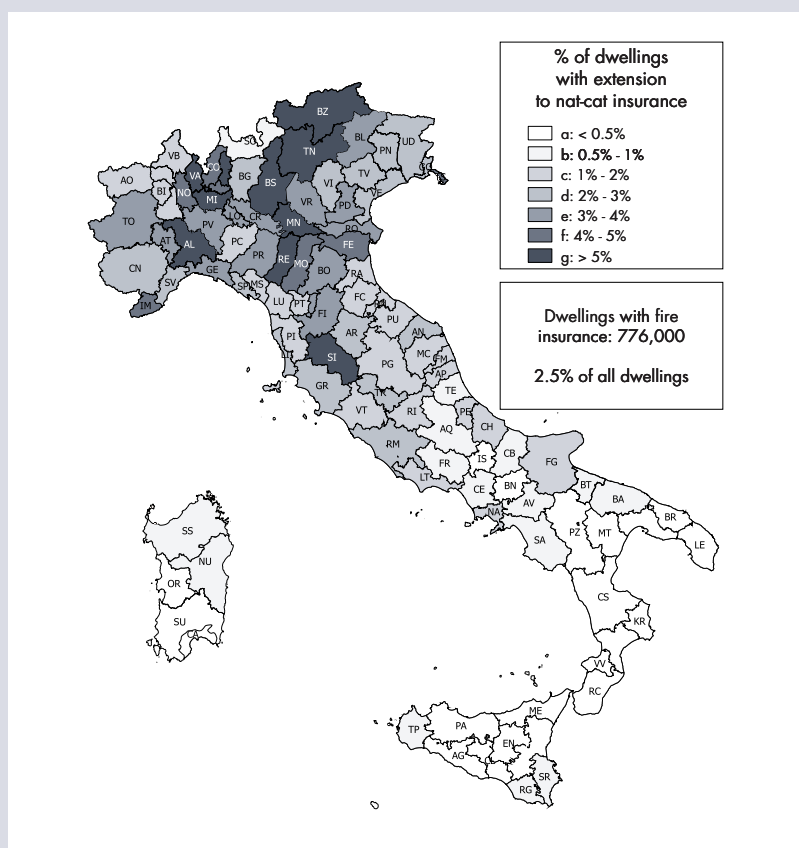 % of dwellings
with extension
to nat-cat insurance
a: < 0.5%
b: 0.5% - 1%
c: 1% - 2%
d: 2% - 3%
e: 3% - 4%
f: 4% - 5%
g: > 5%
Dwellings with fire
insurance: 776,000
2.5% of all dwellings
BZ
SO
BL
UD
VB
TN
PN
CO
VA
BG
TV
AO
BI
NO
MI
BS
VI
VE
VR
PD
TO
LO
CR
MN
PV
RO
AT
AL
PC
FE
PR
RE
MO
CN
GE
BO
SV
SP
MS
RA
IM
LU
PT
FC
FI
PU
PI
AR
AN
LI
SI
MC
FM
PG
AP
GR
TR
TE
VT
RI
PE
AQ
CH
RM
CB
FR
IS
FG
LT
CE
BN
BT
NA
AV
BA
BR
SA
PZ
MT
LE
SS
NU
OR
CS
SU
CA
KR
VV
RC
ME
TP
PA
EN
AG
SR
RG